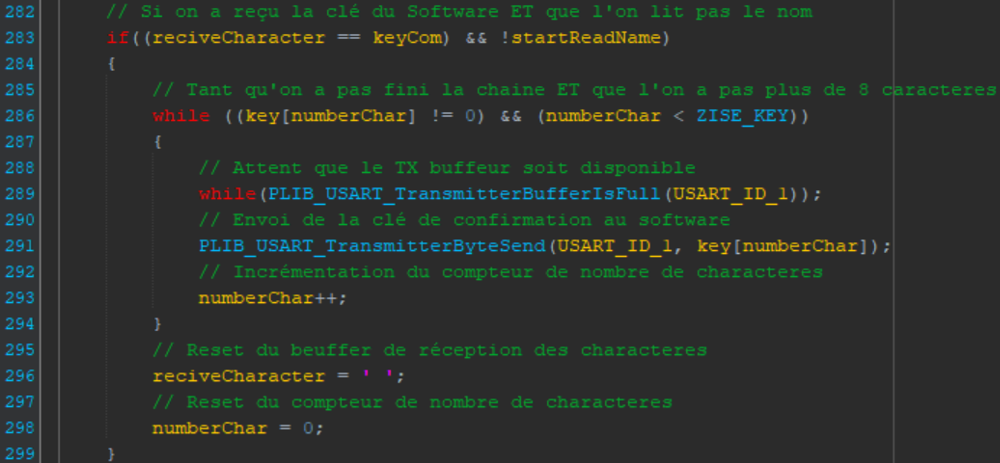 282 // Si on a reçu la clé du Software ET que l'on lit pas le nom
283 if((reciveCharacter == keyCom) && !startReadName)
284 {
285 // Tant qu'on a pas fini la chaine ET que l'on a pas plus de 8 caracteres
286 while ((key[numberChar] != 0) && (numberChar < ZISE_KEY))
287 {
288 // Attent que le TX buffeur soit disponible
289 while(PLIB_USART_TransmitterBufferIsFull(USART_ID_1));
290 // Envoi de la clé de confirmation au software
291 PLIB_USART_TransmitterByteSend(USART_ID_1, key[numberChar]);
292 // Incrémentation du compteur de nombre de characteres
293 numberChar++;
294 }
295 // Reset du beuffer de réception des characteres
296 reciveCharacter = ' ';
297 // Reset du compteur de nombre de characteres
298 numberChar = 0;
299 }